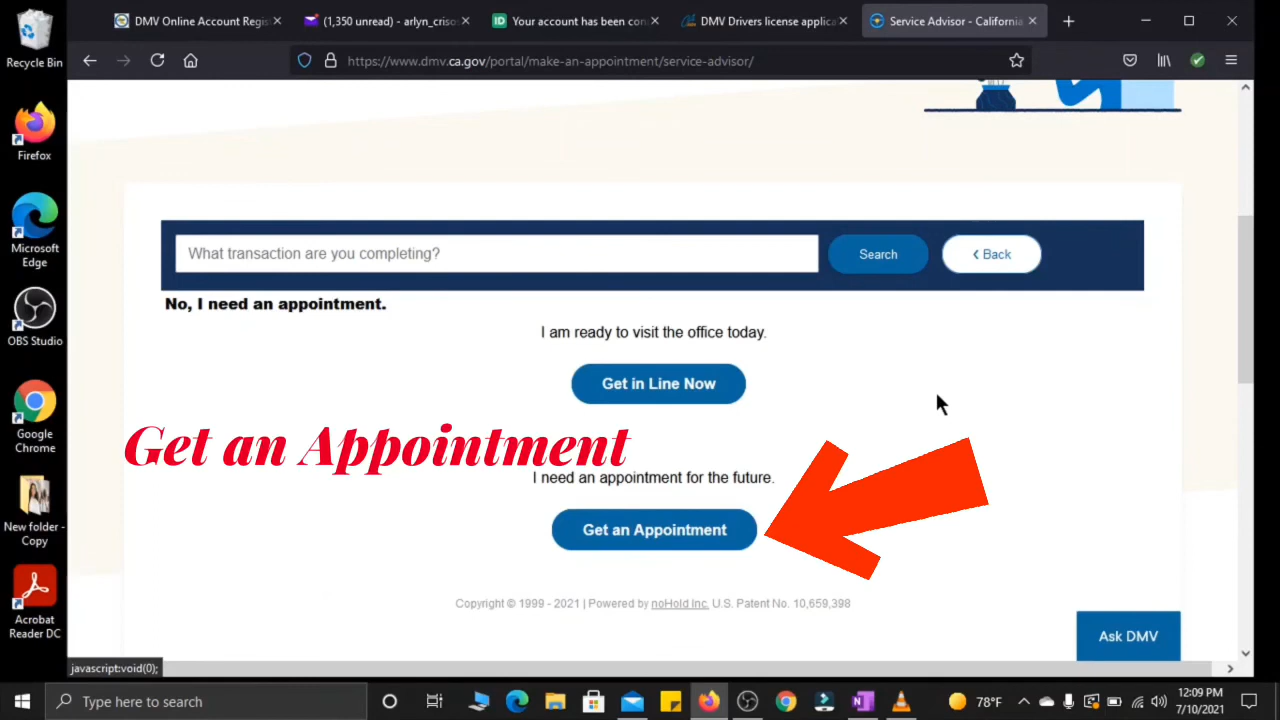 Recycle Bin
Firefox
Microsoft
Edge
OBS Studio
Google
Chrome
New folder -
Copy
Acrobat
Reader DC
DMV Online Account Regis
(1,350 unread) - arlyn_crisos
ID
Your account has been con
DMV Drivers license applica
Service Advisor - California
https://www.dmv.ca.gov/portal/make-an-appointment/service-advisor/
What transaction are you completing?
Search
Back
No, I need an appointment.
I am ready to visit the office today.
Get in Line Now
Get an Appointment
I need an appointment for the future.
Get an Appointment
Copyright © 1999 - 2021 | Powered by noHold Inc. U.S. Patent No. 10,659,398
Ask DMV
javascript:void(0);
Type here to search
78°F
12:09 PM
7/10/2021